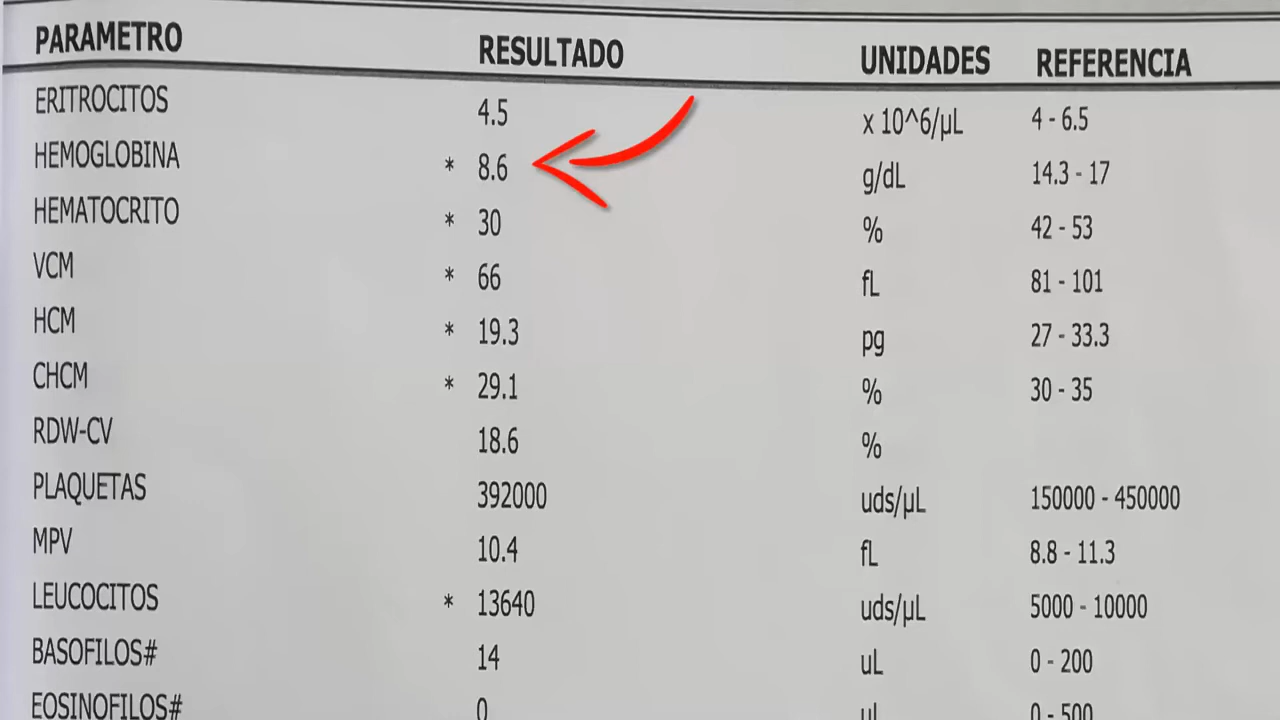 PARAMETRO RESULTADO UNIDADES REFERENCIA
ERITROCITOS 4.5 x 10^6/µL 4 - 6.5
HEMOGLOBINA * 8.6 g/dL 14.3 - 17
HEMATOCRITO * 30 % 42 - 53
VCM * 66 fL 81 - 101
HCM * 19.3 pg 27 - 33.3
CHCM * 29.1 % 30 - 35
RDW-CV 18.6 %
PLAQUETAS 392000 uds/µL 150000 - 450000
MPV 10.4 fL 8.8 - 11.3
LEUCOCITOS * 13640 uds/µL 5000 - 10000
BASOFILOS# 14 uL 0 - 200
EOSINOFILOS# 0 uL 0 - 500